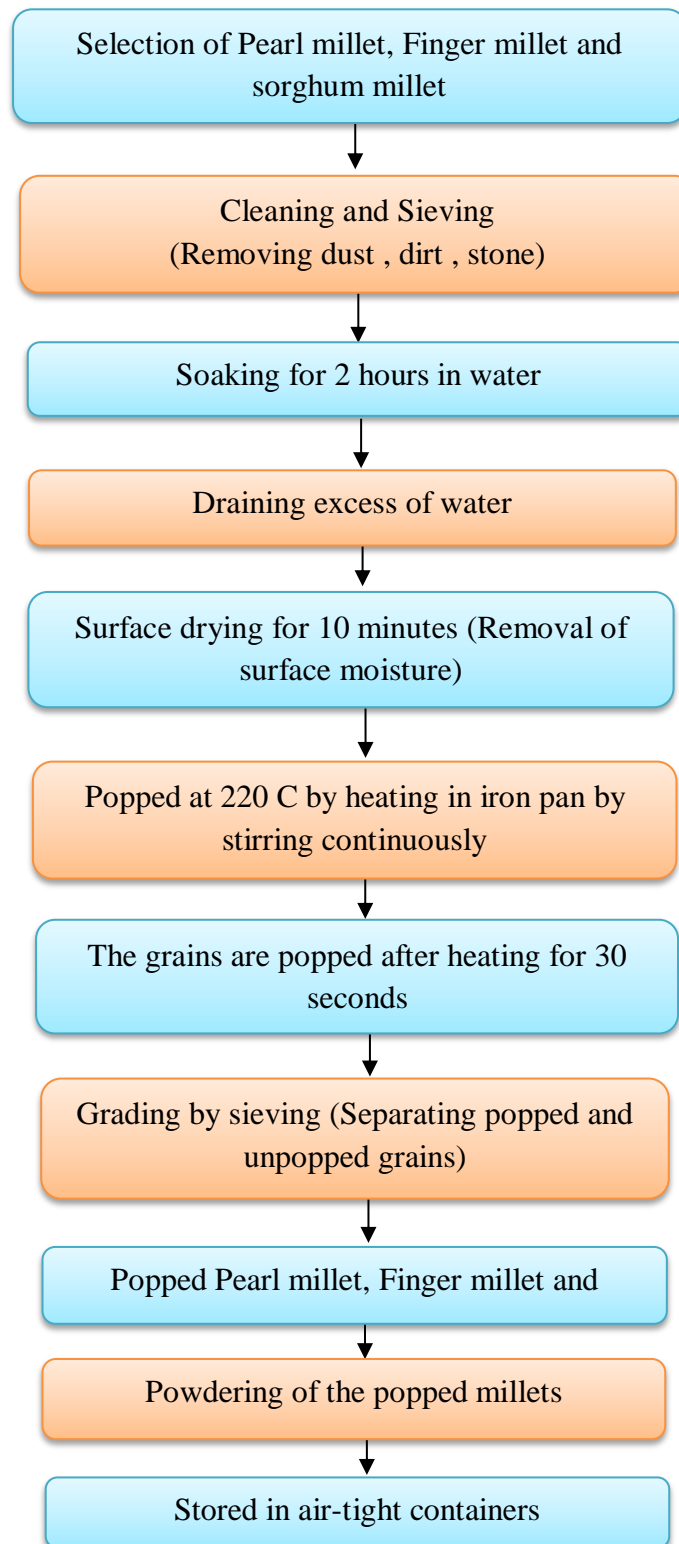 Selection of Pearl millet, Finger millet and
sorghum millet
Cleaning and Sieving
(Removing dust , dirt , stone)
Soaking for 2 hours in water
Draining excess of water
Surface drying for 10 minutes (Removal of
surface moisture)
Popped at 220 C by heating in iron pan by
stirring continuously
The grains are popped after heating for 30
seconds
Grading by sieving (Separating popped and
unpopped grains)
Popped Pearl millet, Finger millet and
Powdering of the popped millets
Stored in air-tight containers